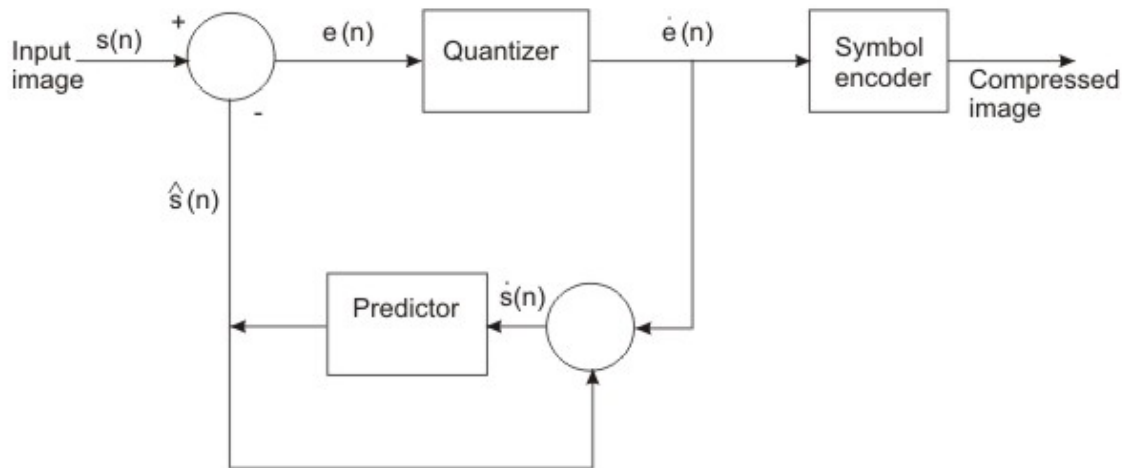 +
s(n)
Input
image
e(n)
Quantizer
ė(n)
Symbol
encoder
Compressed
image
-
ŝ(n)
Predictor
ṡ(n)